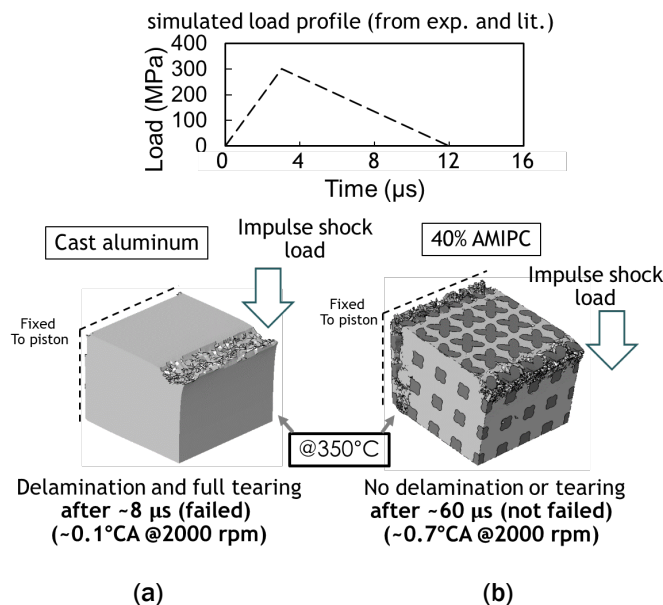 simulated load profile (from exp. and lit.)
400
300
200
100
0
Load (MPa)
0 4 8 12 16
Time (µs)
Cast aluminum
Impulse shock
load
Fixed
To piston
40% AMIPC
Impulse shock
load
Fixed
To piston
@350°C
Delamination and full tearing
after ~8 µs (failed)
(~0.1°CA @2000 rpm)
No delamination or tearing
after ~60 µs (not failed)
(~0.7°CA @2000 rpm)
(a)
(b)